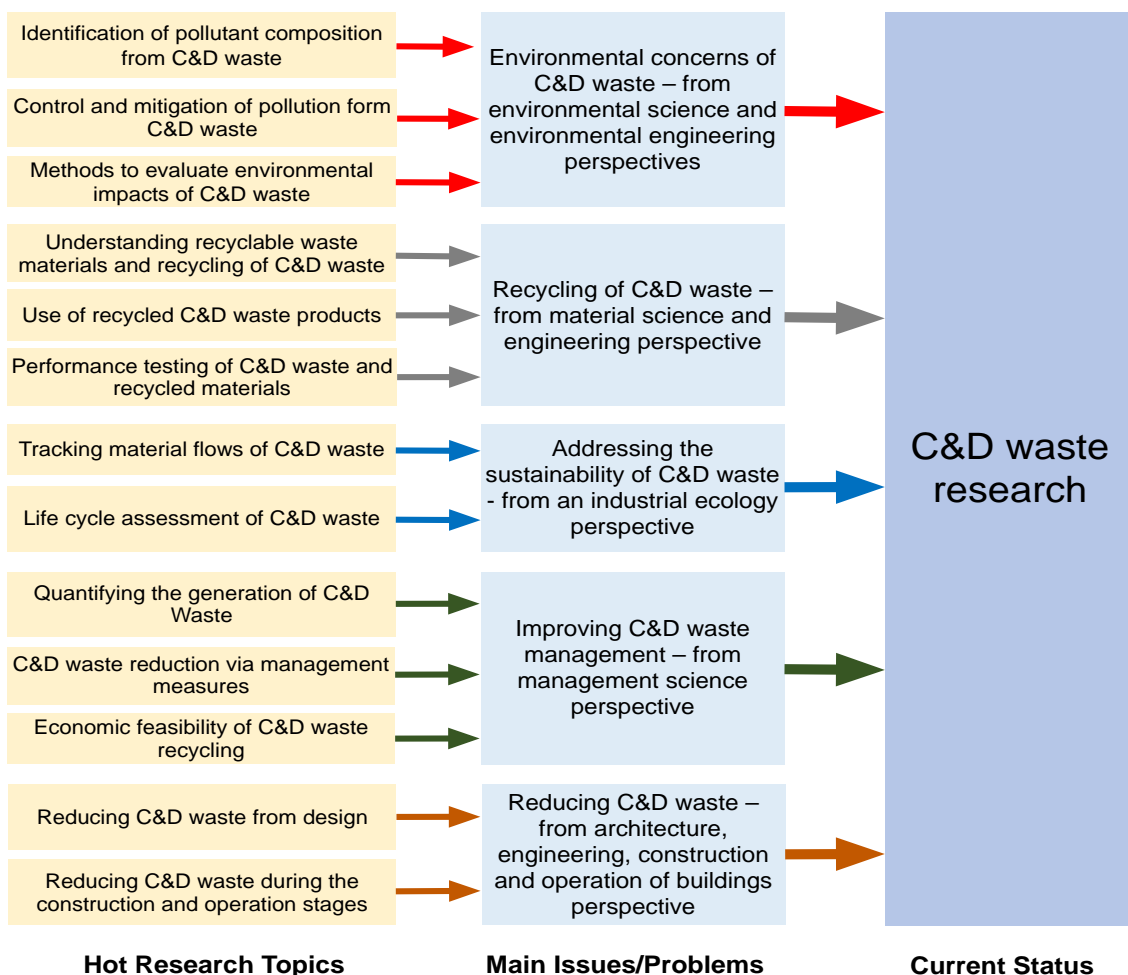 Identification of pollutant composition
from C&D waste
Control and mitigation of pollution form
C&D waste
Methods to evaluate environmental
impacts of C&D waste
Environmental concerns of
C&D waste – from
environmental science and
environmental engineering
perspectives
Understanding recyclable waste
materials and recycling of C&D waste
Use of recycled C&D waste products
Performance testing of C&D waste and
recycled materials
Recycling of C&D waste –
from material science and
engineering perspective
Tracking material flows of C&D waste
Life cycle assessment of C&D waste
Addressing the
sustainability of C&D waste
- from an industrial ecology
perspective
Quantifying the generation of C&D
Waste
C&D waste reduction via management
measures
Economic feasibility of C&D waste
recycling
Improving C&D waste
management – from
management science
perspective
Reducing C&D waste from design
Reducing C&D waste during the
construction and operation stages
Reducing C&D waste –
from architecture,
engineering, construction
and operation of buildings
perspective
C&D waste
research
Hot Research Topics
Main Issues/Problems
Current Status